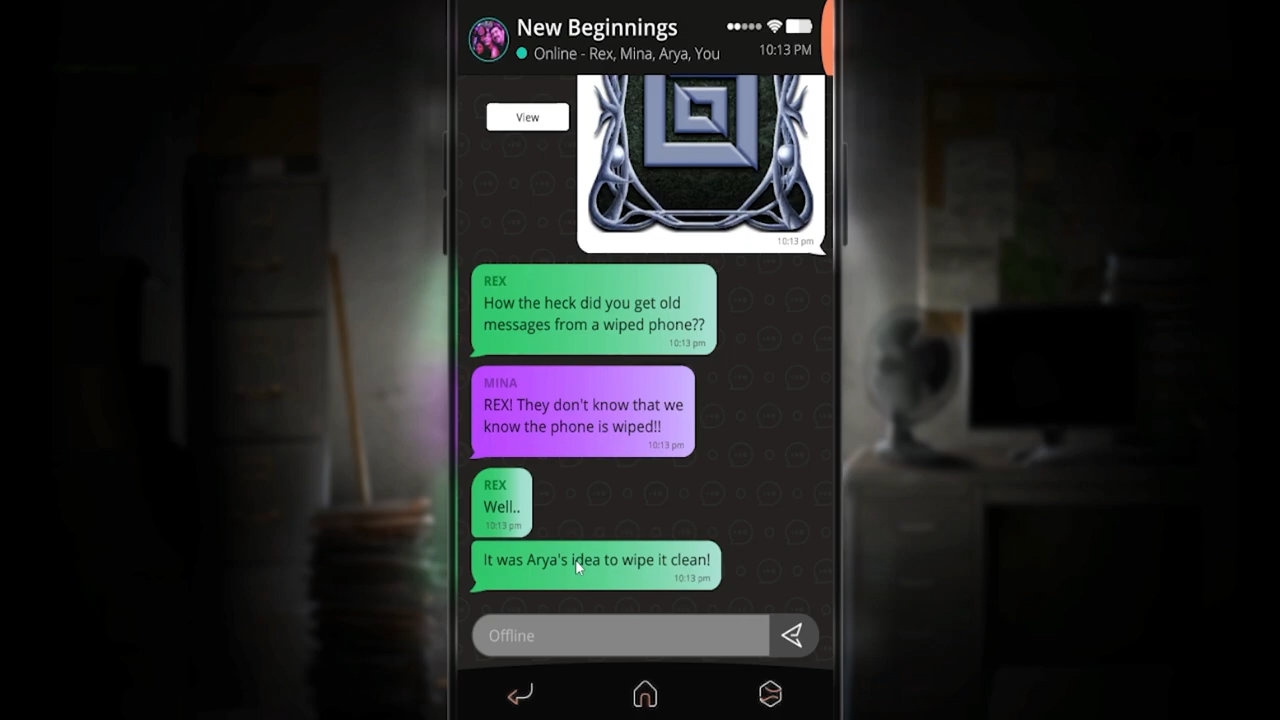 New Beginnings
Online - Rex, Mina, Arya, You
10:13 PM
View
10:13 pm
REX
How the heck did you get old
messages from a wiped phone??
10:13 pm
MINA
REX! They don't know that we
know the phone is wiped!!
10:13 pm
REX
Well..
10:13 pm
It was Arya's idea to wipe it clean!
10:13 pm
Offline